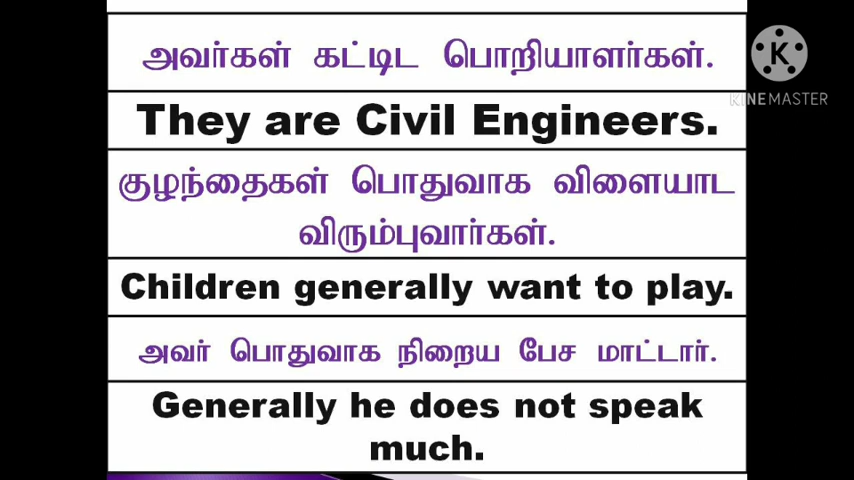 அவர்கள் கட்டிட பொறியாளர்கள்.
They are Civil Engineers.
குழந்தைகள் பொதுவாக விளையாட
விரும்புவார்கள்.
Children generally want to play.
அவர் பொதுவாக நிறைய பேச மாட்டார்.
Generally he does not speak
much.
K
KINEMASTER